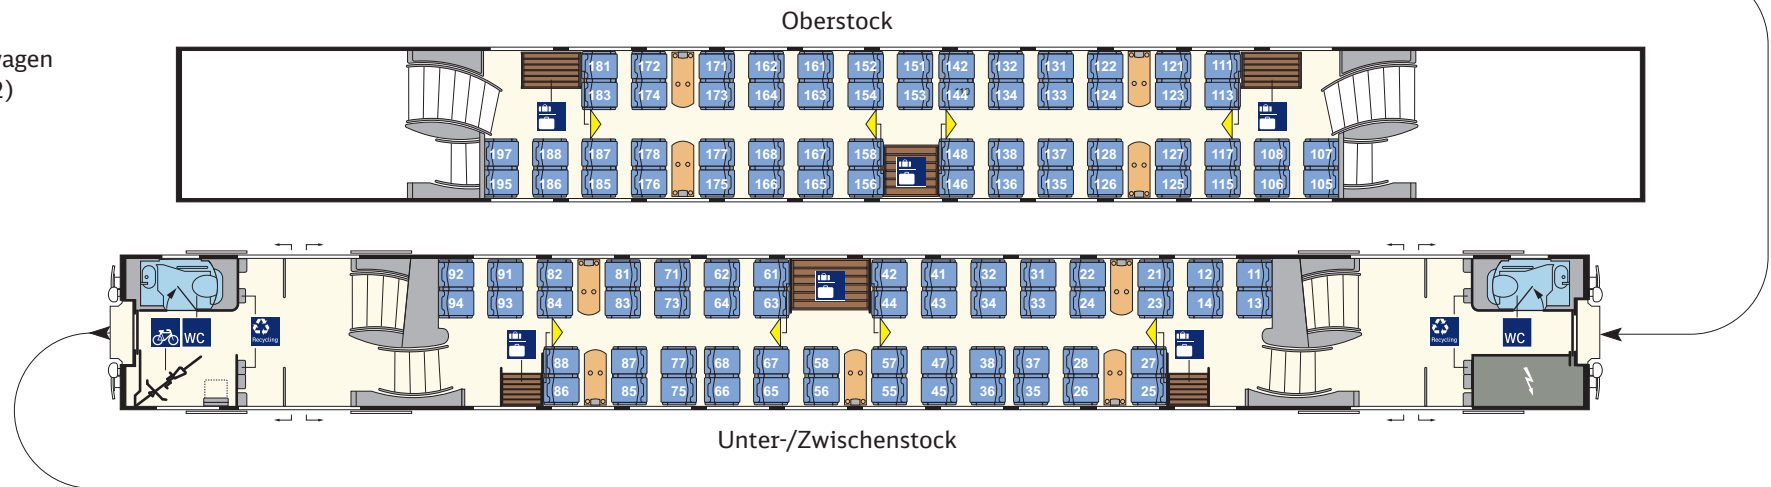 Oberstock
agen
2)
181 172 171 162 161 152 151 142 132 131 122 121 111
183 174 173 164 163 154 153 144 134 133 124 123 113
197 188 187 178 177 168 167 158 148 138 137 128 127 117 108 107
195 186 185 176 175 166 165 156 146 136 135 126 125 115 106 105
92 91 82 81 71 62 61 42 41 32 31 22 21 12 11
94 93 84 83 73 64 63 44 43 34 33 24 23 14 13
WC Recycling Recycling WC
88 87 77 68 67 58 57 47 38 37 28 27
86 85 75 66 65 56 55 45 36 35 26 25
Unter-/Zwischenstock